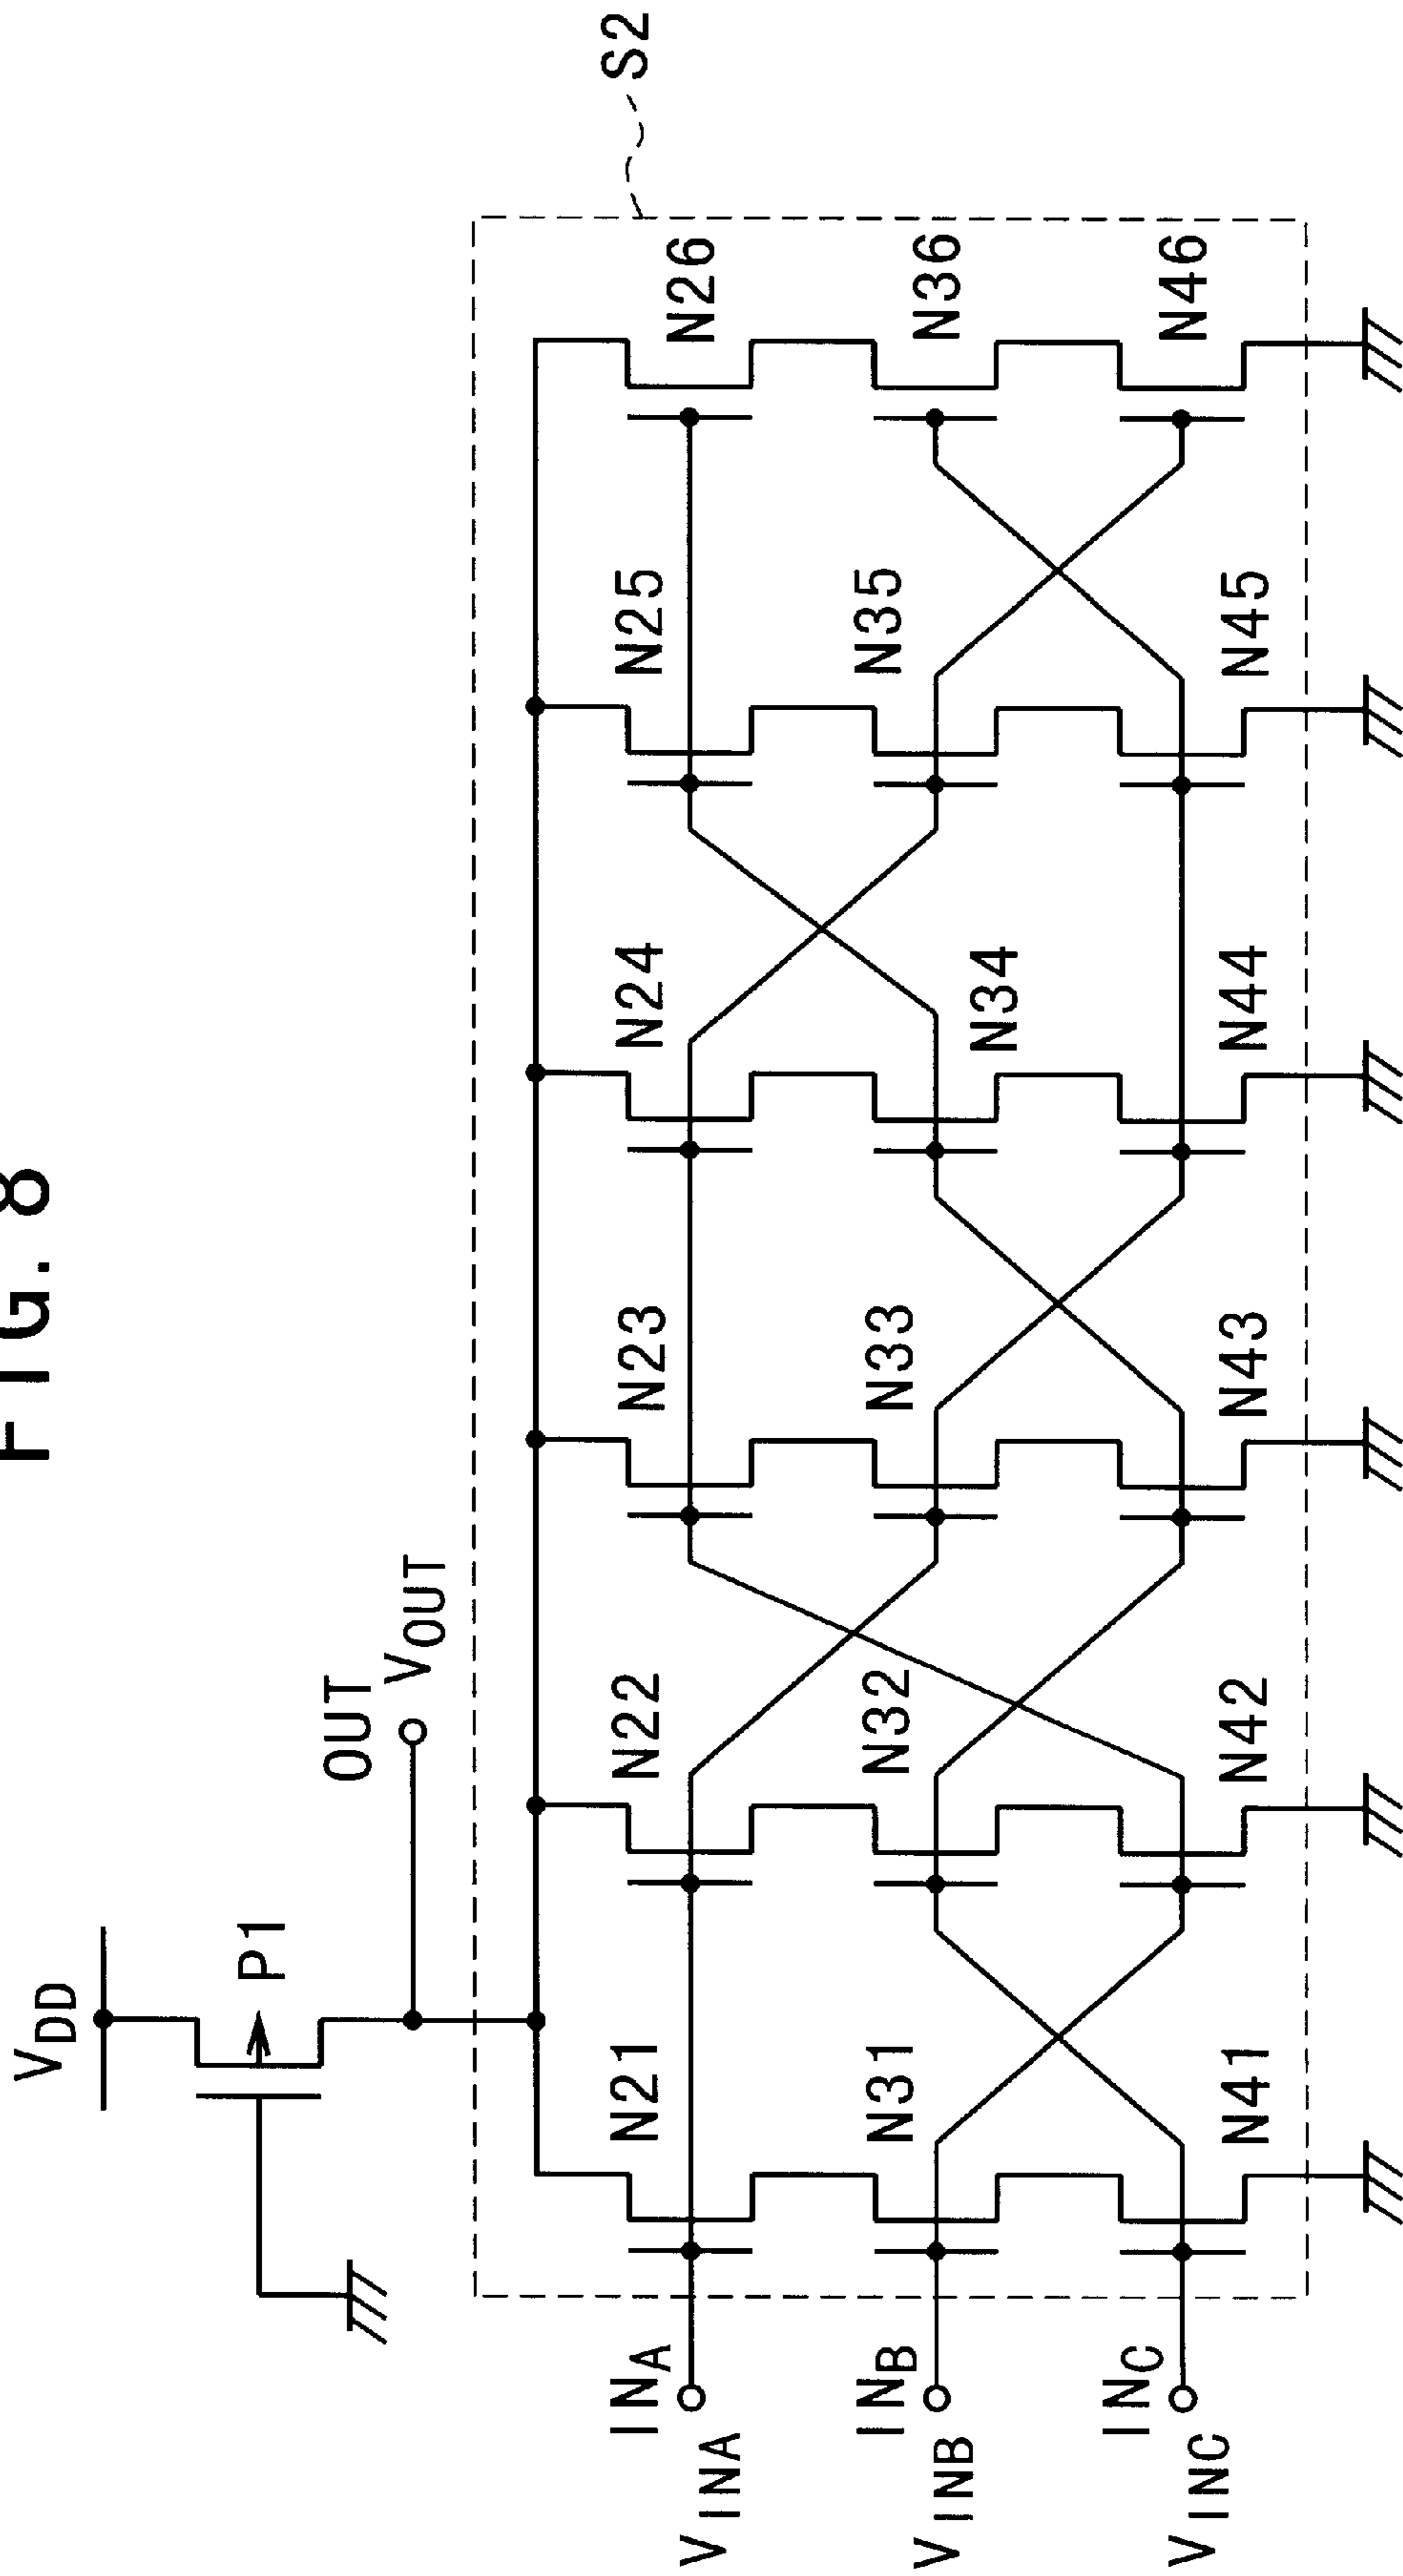 FIG. 8
VDD
P1
OUT
VOUT
S2
N21
N22
N23
N24
N25
N26
INA
VINA
N31
N32
N33
N34
N35
N36
INB
VINB
N41
N42
N43
N44
N45
N46
INC
VINC